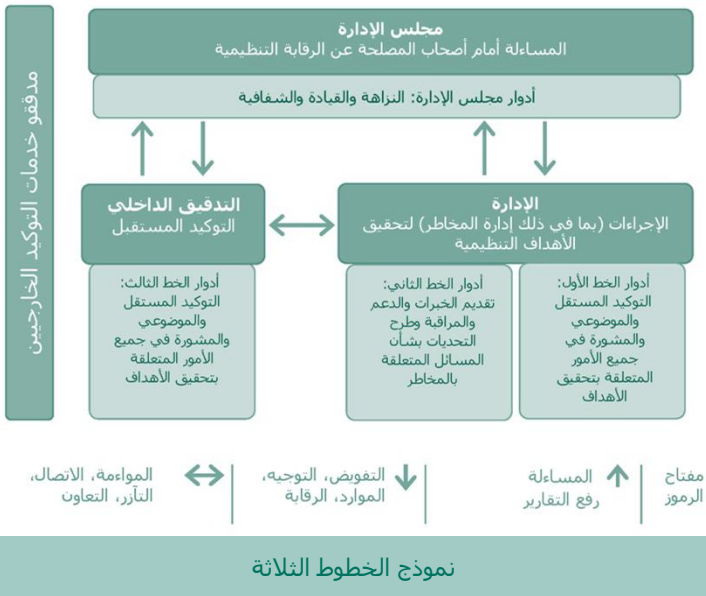 مجلس الإدارة
المساءلة أمام أصحاب المصلحة عن الرقابة التنظيمية
أدوار مجلس الإدارة: النزاهة والقيادة والشفافية
مدققو خدمات التوكيد الخارجيين
الإدارة
الإجراءات (بما في ذلك إدارة المخاطر) لتحقيق
الأهداف التنظيمية
أدوار الخط الأول:
التوكيد المستقل
والموضوعي
والمشورة في
جميع الأمور
المتعلقة بتحقيق
الأهداف
أدوار الخط الثاني:
تقديم الخبرات والدعم
والمراقبة وطرح
التحديات بشأن
المسائل المتعلقة
بالمخاطر
التدقيق الداخلي
التوكيد المستقبل
أدوار الخط الثالث:
التوكيد المستقل
والموضوعي
والمشورة في جميع
الأمور المتعلقة
بتحقيق الأهداف
مفتاح
الرموز
المساءلة
رفع التقارير
التفويض، التوجيه،
الموارد، الرقابة
المواءمة، الاتصال،
التآزر، التعاون
نموذج الخطوط الثلاثة